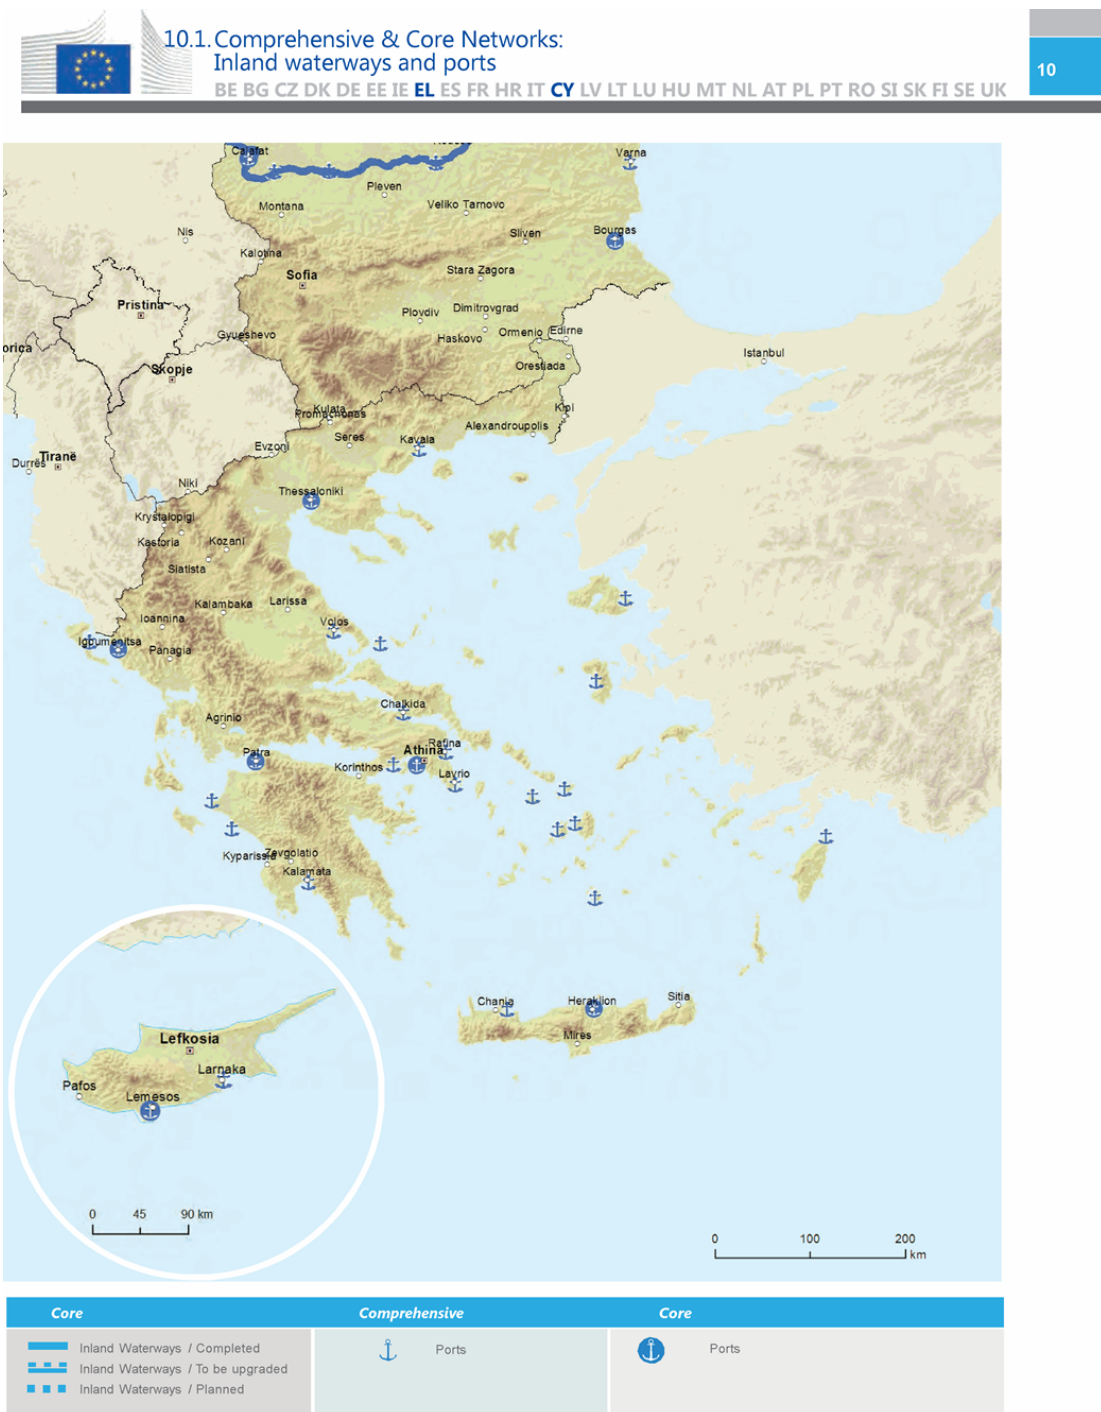 10.1. Comprehensive & Core Networks:
Inland waterways and ports
BE BG CZ DK DE EE IE EL ES FR HR IT CY LV LT LU HU MT NL AT PL PT RO SI SK FI SE UK
10
Calafat
Varna
Pleven
Montana
Veliko Tarnovo
Nis
Sliven
Bourgas
Kalotina
Sofia
Stara Zagora
Pristina
Plovdiv
Dimitrovgrad
Gyueshevo
Haskovo
Ormenio
Edirne
orica
Istanbul
Skopje
Orestiada
Kulata
Promachonas
Kipi
Alexandroupolis
Seres
Kavala
Evzoni
Tiranë
Durrës
Niki
Thessaloniki
Krystalopigi
Kastoria
Kozani
Siatista
Kalambaka
Larissa
Ioannina
Volos
Igoumenitsa
Panagia
Chalkida
Agrinio
Patra
Athina
Rafina
Korinthos
Lavrio
Kyparissia
Zevgolatio
Kalamata
Chania
Heraklion
Sitia
Mires
Lefkosia
Larnaka
Pafos
Lemesos
0 45 90 km
0 100 200
km
Core
Comprehensive
Core
Inland Waterways / Completed
Inland Waterways / To be upgraded
Inland Waterways / Planned
Ports
Ports